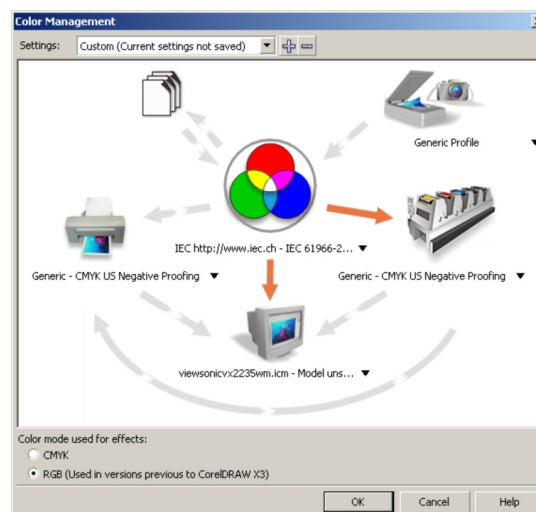 Color Management
Settings: Custom (Current settings not saved)
Generic Profile
IEC http://www.iec.ch - IEC 61966-2...
Generic - CMYK US Negative Proofing
Generic - CMYK US Negative Proofing
viewsonicvx2235wm.icm - Model uns...
Color mode used for effects:
CMYK
RGB (Used in versions previous to CorelDRAW X3)
OK Cancel Help